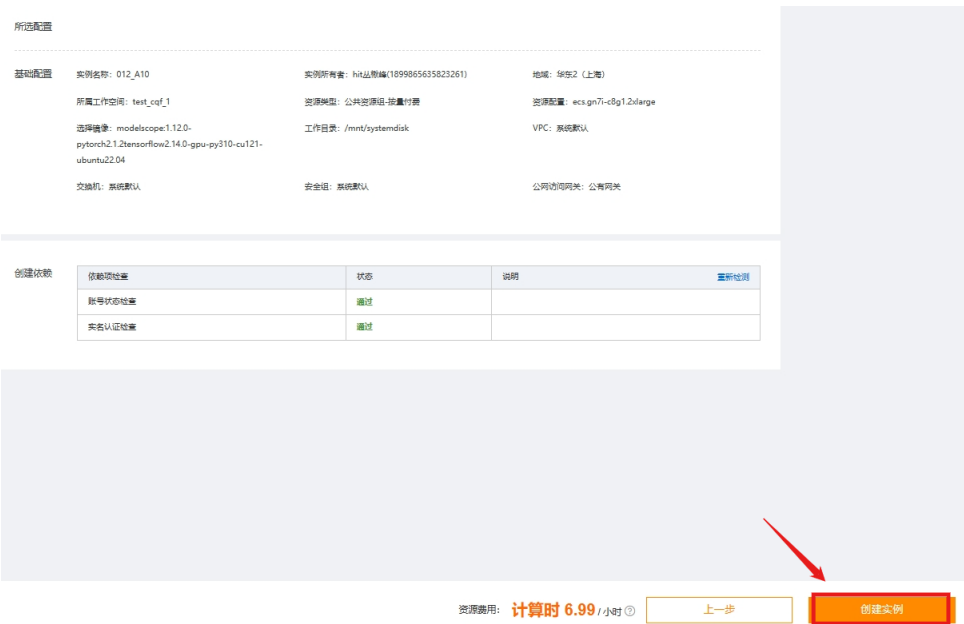 所选配置
基础配置
实例名称：012_A10
实例所有者：hit丛傲峰(1899865635823261)
地域：华东2（上海）
所属工作空间：test_cqf_1
资源类型：公共资源组-按量付费
资源配置：ecs.gn7i-c8g1.2xlarge
选择镜像：modelscope:1.12.0-
pytorch2.1.2tensorflow2.14.0-gpu-py310-cu121-
ubuntu22.04
工作目录：/mnt/systemdisk
VPC：系统默认
交换机：系统默认
安全组：系统默认
公网访问网关：公有网关
创建依赖
依赖项检查
状态
说明
重新检测
账号状态检查
通过
实名认证检查
通过
资源费用：
计算时 6.99 /小时
上一步
创建实例